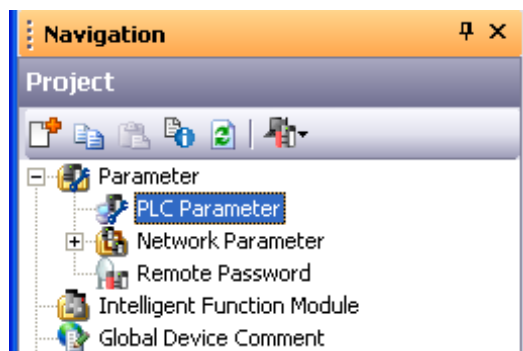 Navigation
Project
Parameter
PLC Parameter
Network Parameter
Remote Password
Intelligent Function Module
Global Device Comment